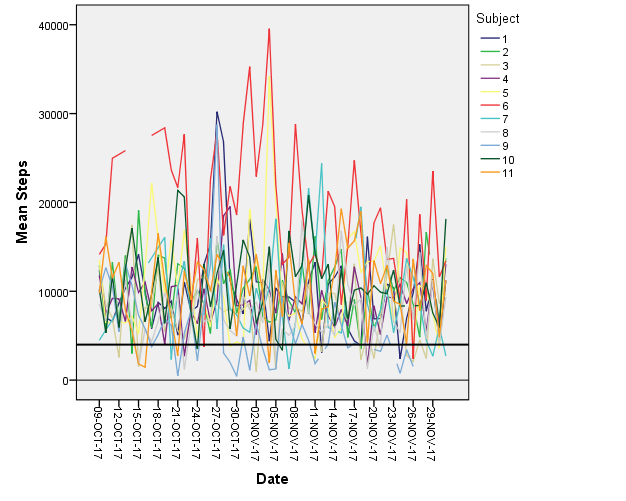 Subject
1
2
3
4
5
6
7
8
9
10
11
Mean Steps
40000
30000
20000
10000
0
09-OCT-17
12-OCT-17
15-OCT-17
18-OCT-17
21-OCT-17
24-OCT-17
27-OCT-17
30-OCT-17
02-NOV-17
05-NOV-17
08-NOV-17
11-NOV-17
14-NOV-17
17-NOV-17
20-NOV-17
23-NOV-17
26-NOV-17
29-NOV-17
Date